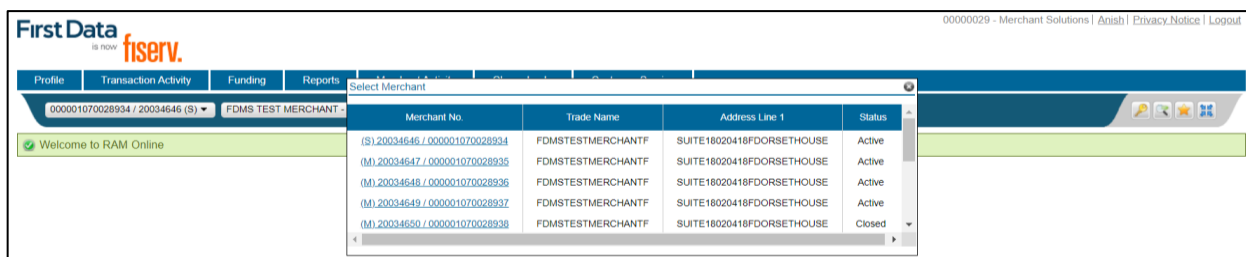 First Data
is now fiserv.
00000029 - Merchant Solutions | Anish | Privacy Notice | Logout
Profile Transaction Activity Funding Reports
Select Merchant
000001070028934 / 20034646 (S) FDMS TEST MERCHANT -
Merchant No. Trade Name Address Line 1 Status
Welcome to RAM Online
(S) 20034646 / 000001070028934 FDMSTESTMERCHANTF SUITE18020418FDORSETHOUSE Active
(M) 20034647 / 000001070028935 FDMSTESTMERCHANTF SUITE18020418FDORSETHOUSE Active
(M) 20034648 / 000001070028936 FDMSTESTMERCHANTF SUITE18020418FDORSETHOUSE Active
(M) 20034649 / 000001070028937 FDMSTESTMERCHANTF SUITE18020418FDORSETHOUSE Active
(M) 20034650 / 000001070028938 FDMSTESTMERCHANTF SUITE18020418FDORSETHOUSE Closed